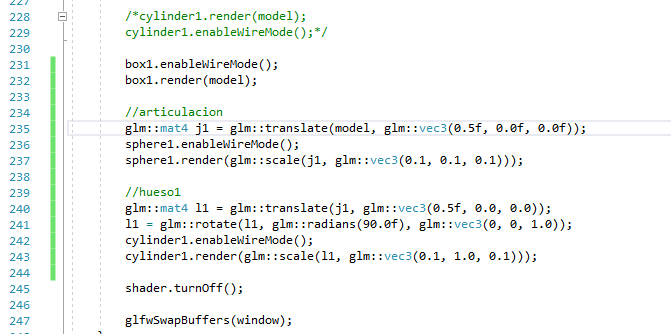 227
228 /*cylinder1.render(model);
229 cylinder1.enableWireMode();*/
230
231 box1.enableWireMode();
232 box1.render(model);
233
234 //articulacion
235 glm::mat4 j1 = glm::translate(model, glm::vec3(0.5f, 0.0f, 0.0f));
236 sphere1.enableWireMode();
237 sphere1.render(glm::scale(j1, glm::vec3(0.1, 0.1, 0.1)));
238
239 //hueso1
240 glm::mat4 l1 = glm::translate(j1, glm::vec3(0.5f, 0.0, 0.0));
241 l1 = glm::rotate(l1, glm::radians(90.0f), glm::vec3(0, 0, 1.0));
242 cylinder1.enableWireMode();
243 cylinder1.render(glm::scale(l1, glm::vec3(0.1, 1.0, 0.1)));
244
245 shader.turnOff();
246
247 glfwSwapBuffers(window);